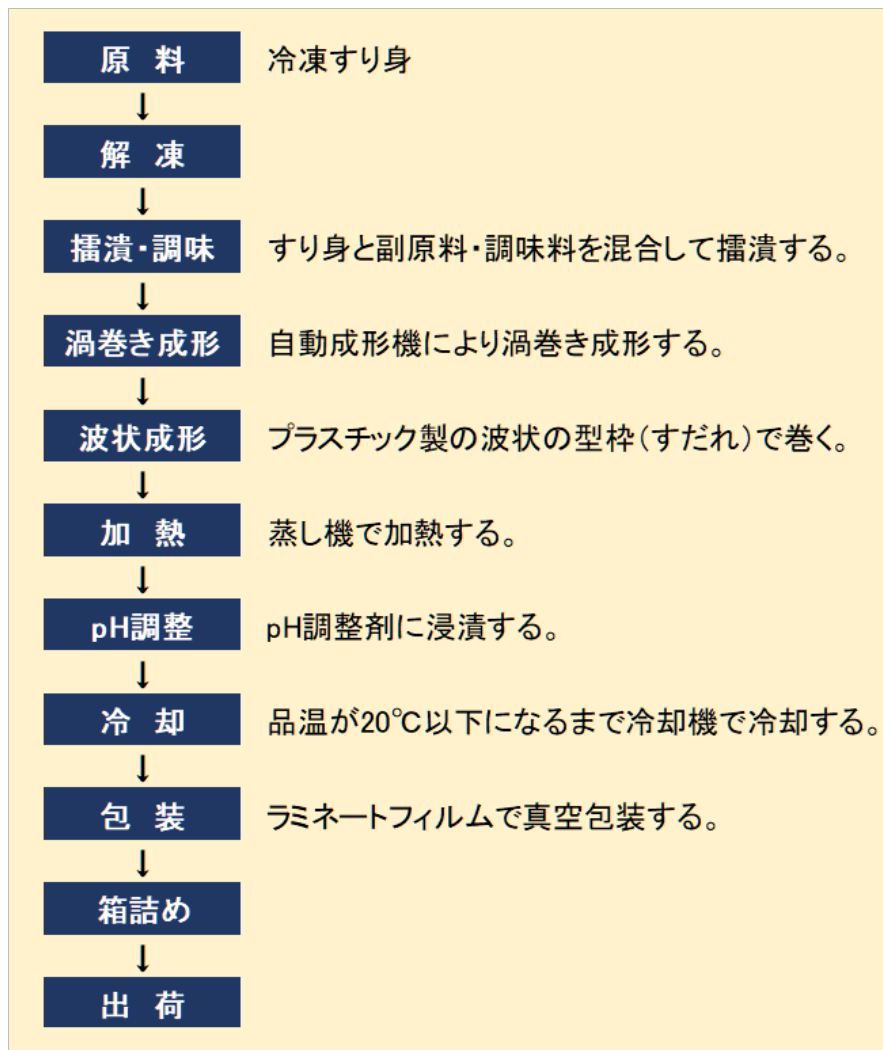 原 料 冷凍すり身
↓
解 凍
↓
擂潰・調味 すり身と副原料・調味料を混合して擂潰する。
↓
渦巻き成形 自動成形機により渦巻き成形する。
↓
波状成形 プラスチック製の波状の型枠(すだれ)で巻く。
↓
加 熱 蒸し機で加熱する。
↓
pH調整 pH調整剤に浸漬する。
↓
冷 却 品温が20℃以下になるまで冷却機で冷却する。
↓
包 装 ラミネートフィルムで真空包装する。
↓
箱詰め
↓
出 荷